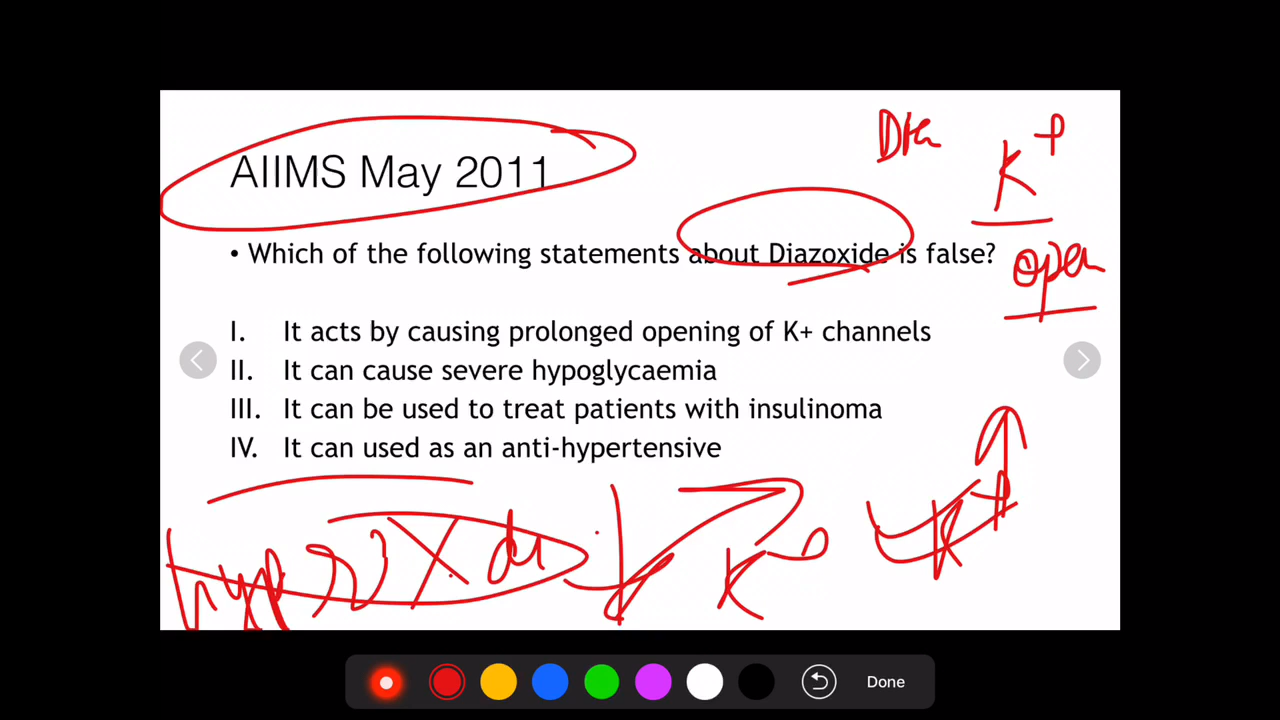 Dia
K+
AIIMS May 2011
• Which of the following statements about Diazoxide is false?
open
I. It acts by causing prolonged opening of K+ channels
II. It can cause severe hypoglycaemia
III. It can be used to treat patients with insulinoma
IV. It can used as an anti-hypertensive
K
K+
Done